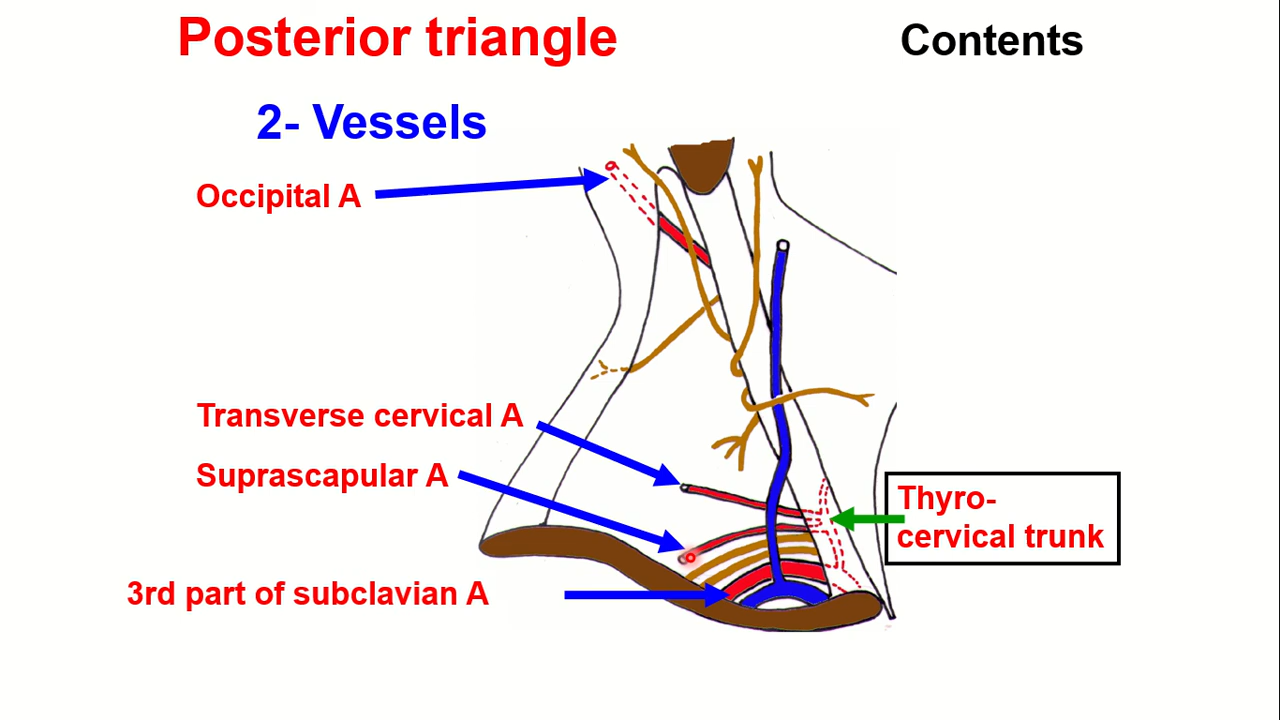 Posterior triangle
Contents
2- Vessels
Occipital A
Transverse cervical A
Suprascapular A
Thyro-
cervical trunk
3rd part of subclavian A